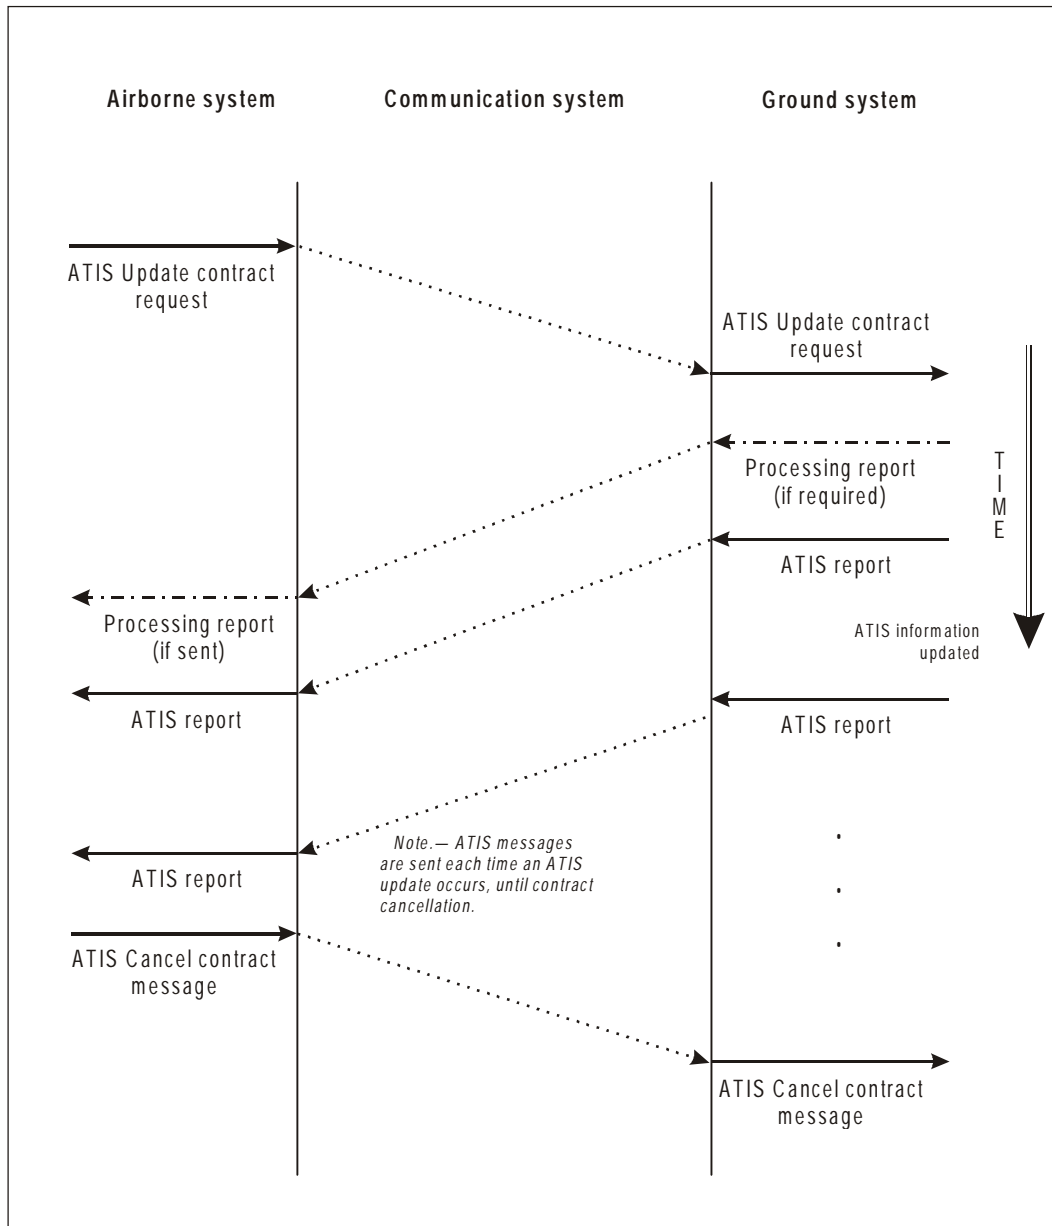 Airborne system
Communication system
Ground system
ATIS Update contract
request
ATIS Update contract
request
Processing report
(if required)
T
I
M
E
ATIS report
Processing report
(if sent)
ATIS information
updated
ATIS report
ATIS report
Note.— ATIS messages
are sent each time an ATIS
update occurs, until contract
cancellation.
ATIS report
ATIS Cancel contract
message
ATIS Cancel contract
message